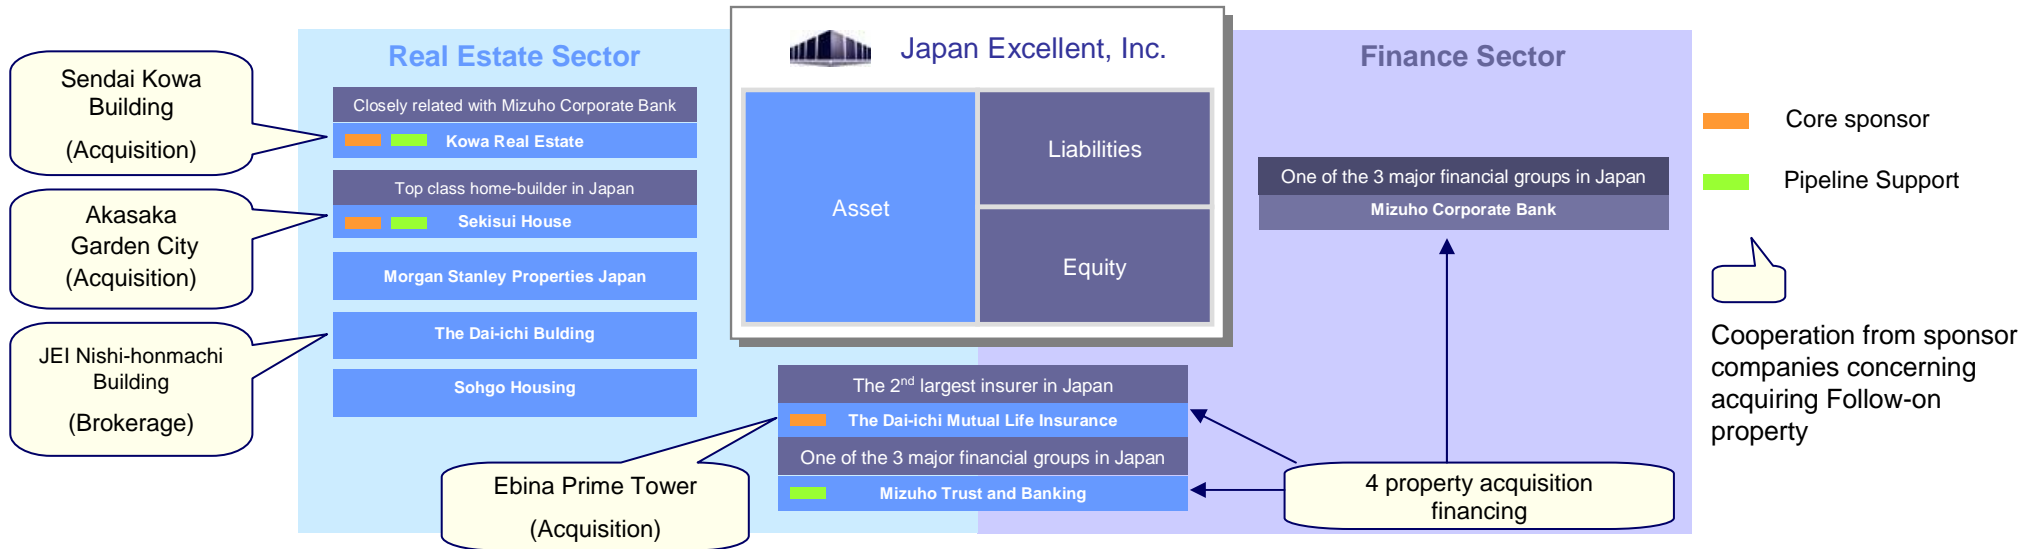 Japan Excellent, Inc.
Asset
Liabilities
Equity
Real Estate Sector
Closely related with Mizuho Corporate Bank
Kowa Real Estate
Top class home-builder in Japan
Sekisui House
Morgan Stanley Properties Japan
The Dai-ichi Bulding
Sohgo Housing
Sendai Kowa
Building
(Acquisition)
Akasaka
Garden City
(Acquisition)
JEI Nishi-honmachi
Building
(Brokerage)
Ebina Prime Tower
(Acquisition)
The 2nd largest insurer in Japan
The Dai-ichi Mutual Life Insurance
One of the 3 major financial groups in Japan
Mizuho Trust and Banking
Finance Sector
One of the 3 major financial groups in Japan
Mizuho Corporate Bank
4 property acquisition
financing
Core sponsor
Pipeline Support
Cooperation from sponsor
companies concerning
acquiring Follow-on
property